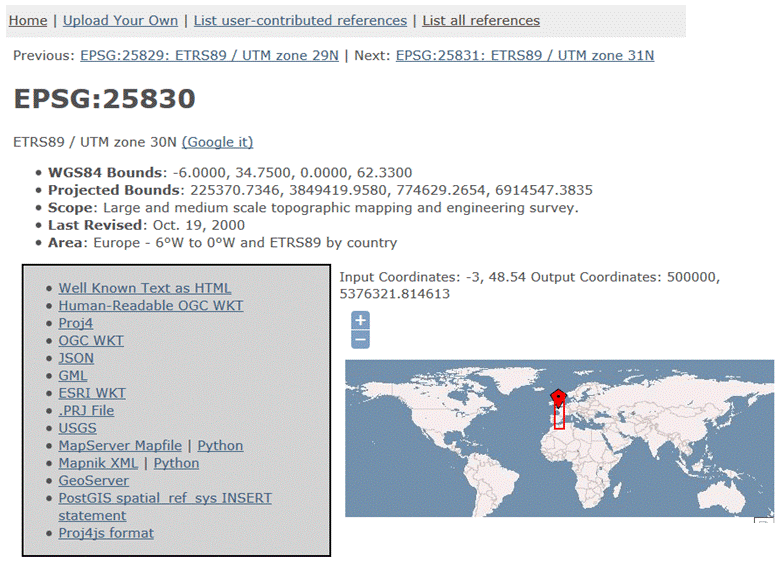 Home | Upload Your Own | List user-contributed references | List all references
Previous: EPSG:25829: ETRS89 / UTM zone 29N | Next: EPSG:25831: ETRS89 / UTM zone 31N
EPSG:25830
ETRS89 / UTM zone 30N (Google it)
• WGS84 Bounds: -6.0000, 34.7500, 0.0000, 62.3300
• Projected Bounds: 225370.7346, 3849419.9580, 774629.2654, 6914547.3835
• Scope: Large and medium scale topographic mapping and engineering survey.
• Last Revised: Oct. 19, 2000
• Area: Europe - 6°W to 0°W and ETRS89 by country
• Well Known Text as HTML
• Human-Readable OGC WKT
• Proj4
• OGC WKT
• JSON
• GML
• ESRI WKT
• .PRJ File
• USGS
• MapServer Mapfile | Python
• Mapnik XML | Python
• GeoServer
• PostGIS spatial_ref_sys INSERT
statement
• Proj4js format
Input Coordinates: -3, 48.54 Output Coordinates: 500000,
5376321.814613
+
−